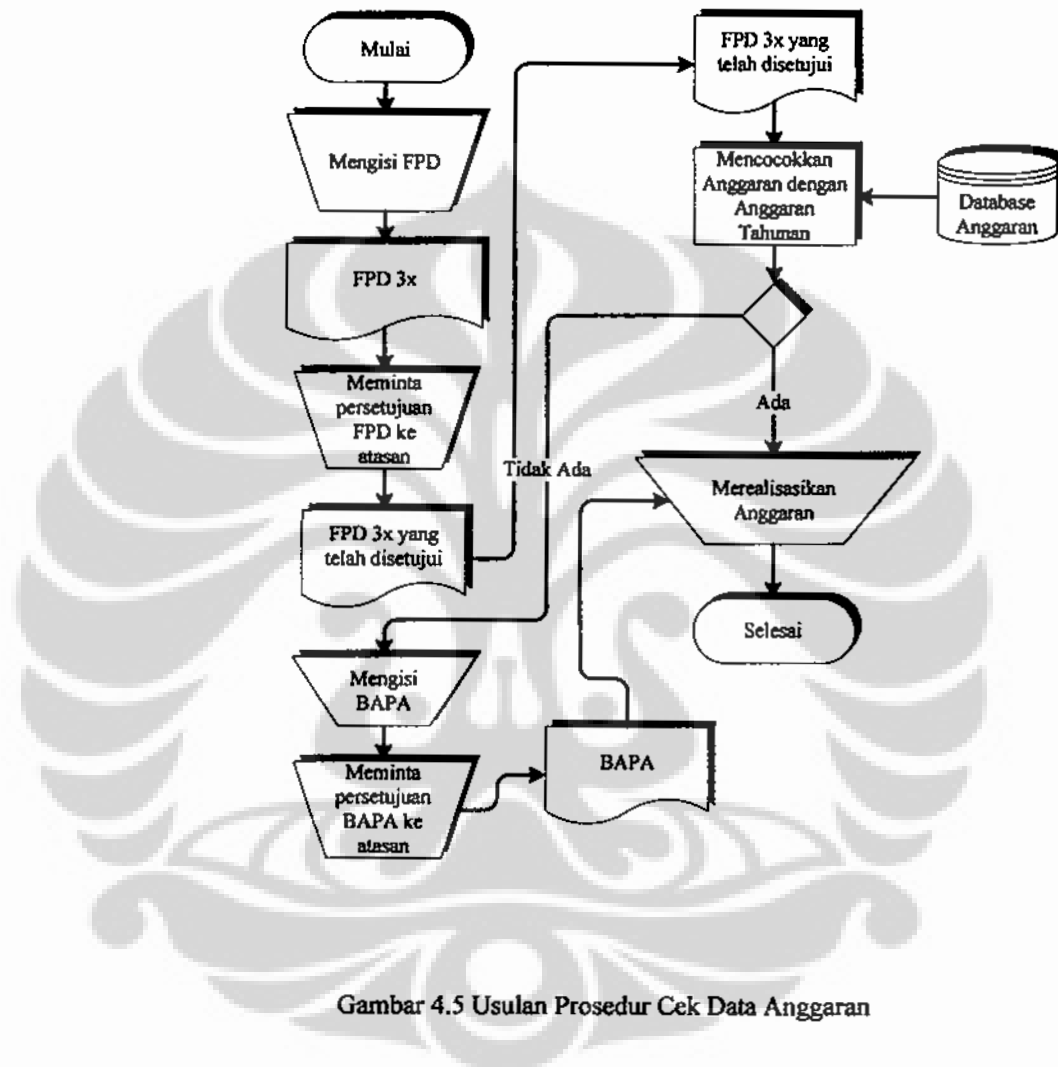 Mulai
Mengisi FPD
FPD 3x
Meminta
persetujuan
FPD ke
atasan
FPD 3x yang
telah disetujui
FPD 3x yang
telah disetujui
Mencocokkan
Anggaran dengan
Anggaran
Tahunan
Database
Anggaran
Ada
Tidak Ada
Merealisasikan
Anggaran
Selesai
Mengisi
BAPA
Meminta
persetujuan
BAPA ke
atasan
BAPA
Gambar 4.5 Usulan Prosedur Cek Data Anggaran